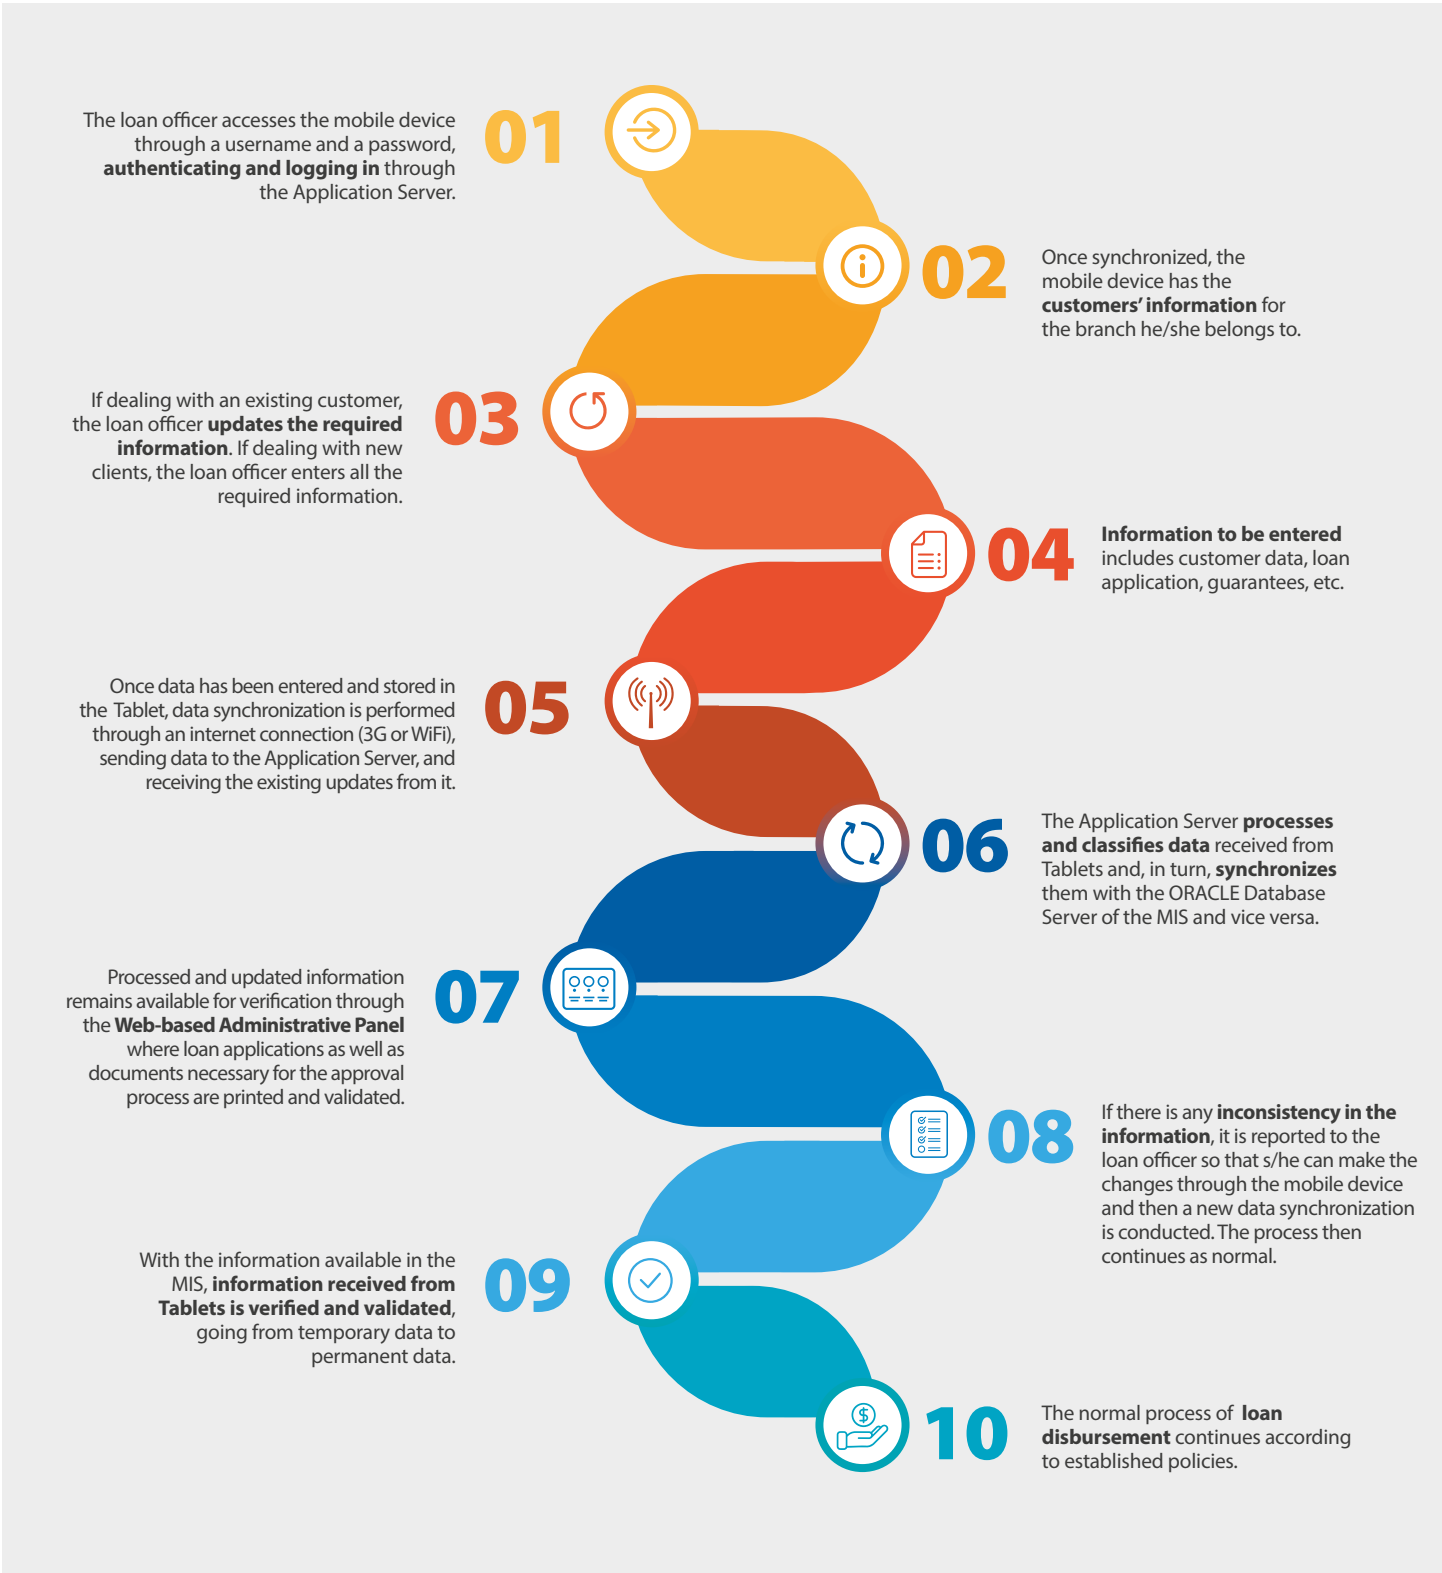 01
The loan officer accesses the mobile device
through a username and a password,
authenticating and logging in through
the Application Server.
02
Once synchronized, the
mobile device has the
customers’ information for
the branch he/she belongs to.
03
If dealing with an existing customer,
the loan officer updates the required
information. If dealing with new
clients, the loan officer enters all the
required information.
04
Information to be entered
includes customer data, loan
application, guarantees, etc.
05
Once data has been entered and stored in
the Tablet, data synchronization is performed
through an internet connection (3G or WiFi),
sending data to the Application Server, and
receiving the existing updates from it.
06
The Application Server processes
and classifies data received from
Tablets and, in turn, synchronizes
them with the ORACLE Database
Server of the MIS and vice versa.
07
Processed and updated information
remains available for verification through
the Web-based Administrative Panel
where loan applications as well as
documents necessary for the approval
process are printed and validated.
08
If there is any inconsistency in the
information, it is reported to the
loan officer so that s/he can make the
changes through the mobile device
and then a new data synchronization
is conducted. The process then
continues as normal.
09
With the information available in the
MIS, information received from
Tablets is verified and validated,
going from temporary data to
permanent data.
$
10
The normal process of loan
disbursement continues according
to established policies.